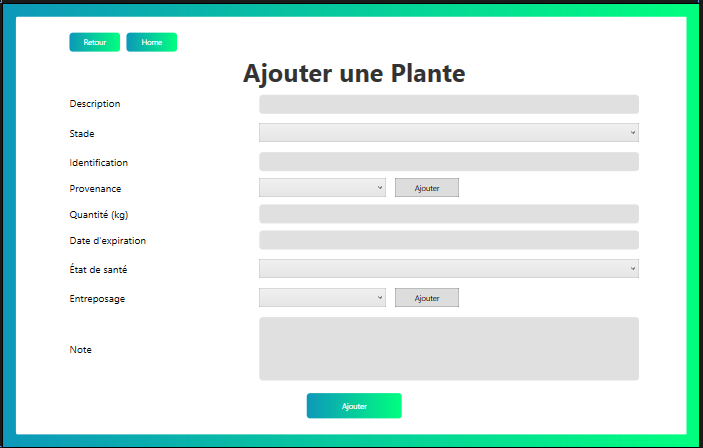 Retour Home
Ajouter une Plante
Description
Stade
Identification
Provenance Ajouter
Quantité (kg)
Date d'expiration
État de santé
Entreposage Ajouter
Note
Ajouter